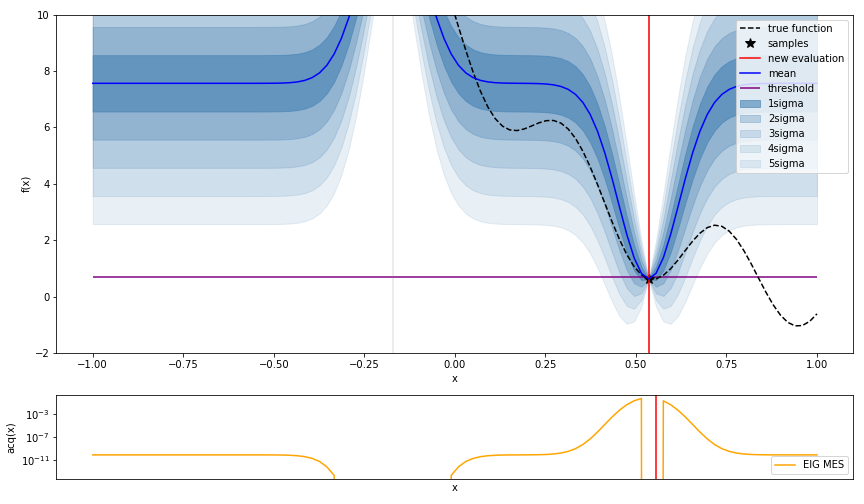 10
8
6
4
2
0
−2
f(x)
−1.00
−0.75
−0.50
−0.25
0.00
0.25
0.50
0.75
1.00
x
true function
samples
new evaluation
mean
threshold
1sigma
2sigma
3sigma
4sigma
5sigma
10⁻³
10⁻⁷
10⁻¹¹
acq(x)
EIG MES
x